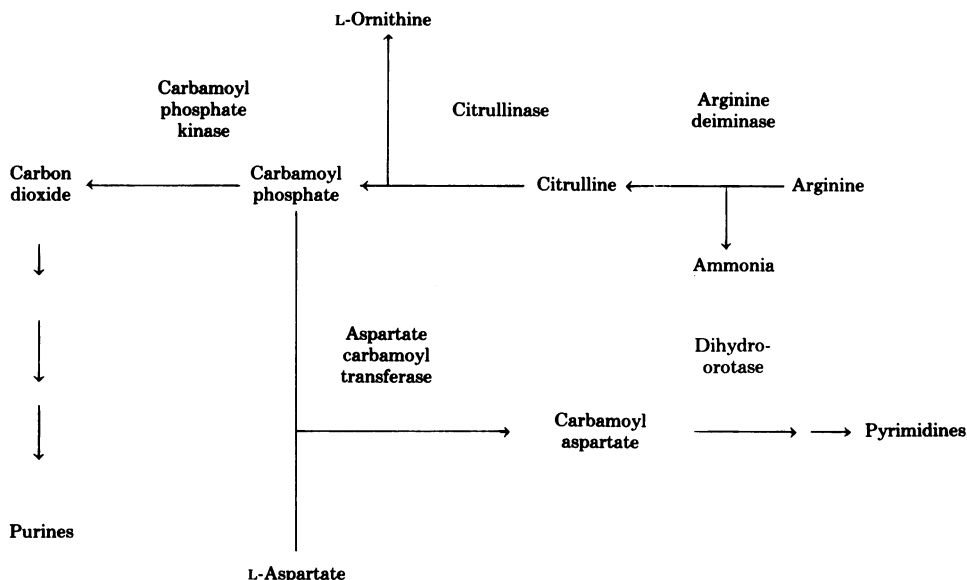 L-Ornithine
Carbamoyl
phosphate
kinase
Citrullinase
Arginine
deiminase
Carbon
dioxide
Carbamoyl
phosphate
Citrulline
Arginine
Ammonia
Aspartate
carbamoyl
transferase
Dihydro-
orotase
Carbamoyl
aspartate
Pyrimidines
Purines
L-Aspartate